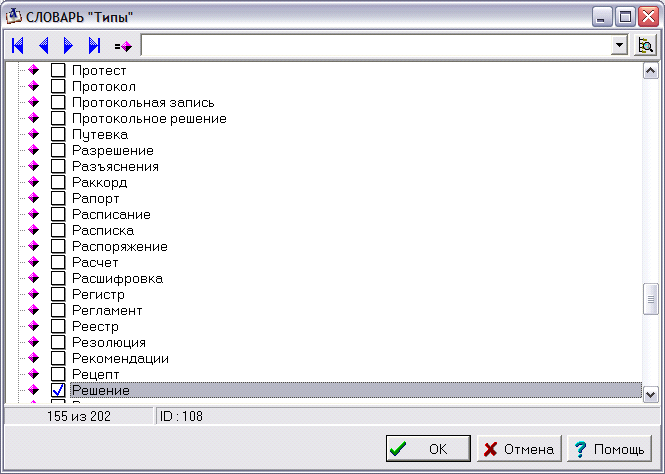 СЛОВАРЬ "Типы"
Протест
Протокол
Протокольная запись
Протокольное решение
Путевка
Разрешение
Разъяснения
Раккорд
Рапорт
Расписание
Расписка
Распоряжение
Расчет
Расшифровка
Регистр
Регламент
Реестр
Резолюция
Рекомендации
Рецепт
Решение
155 из 202 ID : 108
OK Отмена ? Помощь